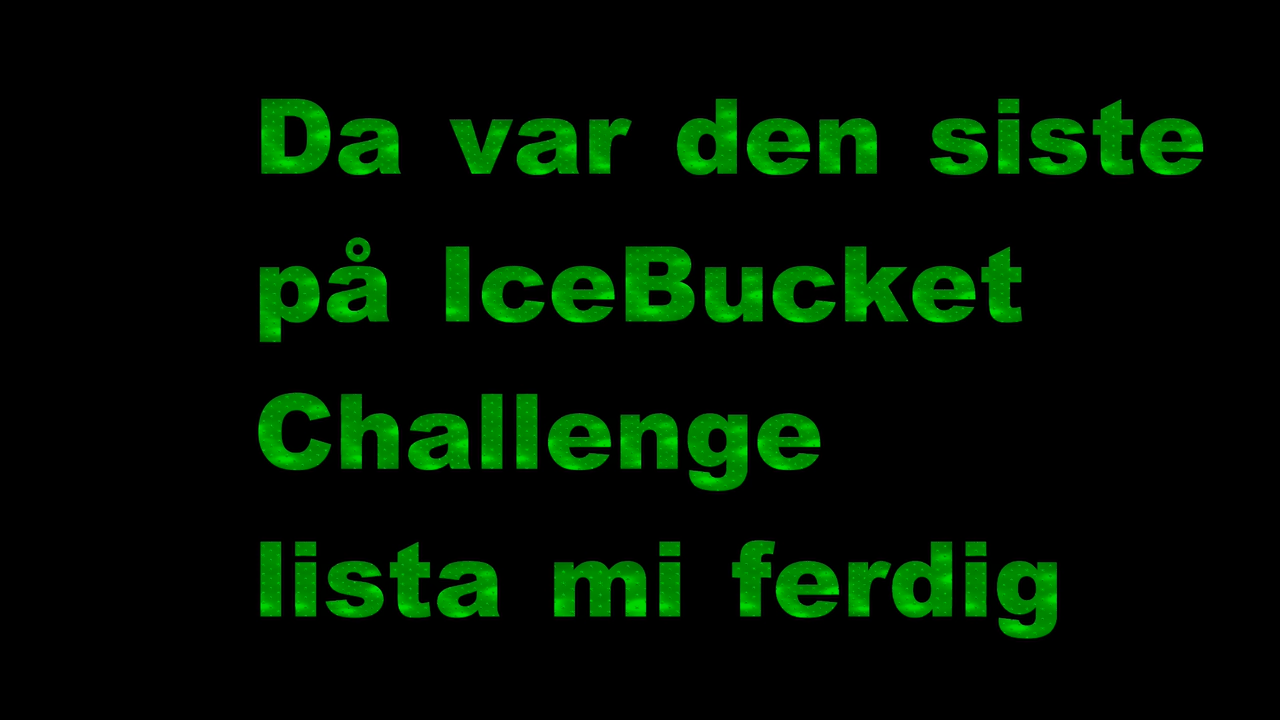 Da var den siste
på IceBucket
Challenge
lista mi ferdig